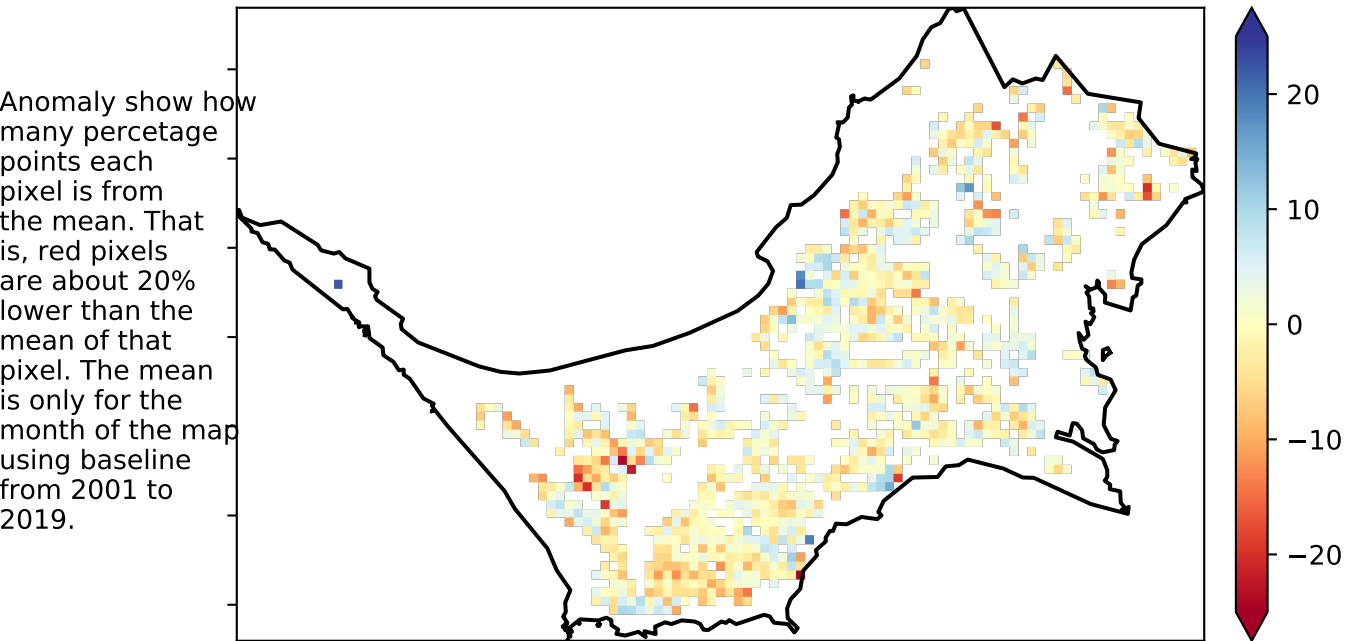 Anomaly show how
many percetage
points each
pixel is from
the mean. That
is, red pixels
are about 20%
lower than the
mean of that
pixel. The mean
is only for the
month of the map
using baseline
from 2001 to
2019.
20
10
0
−10
−20